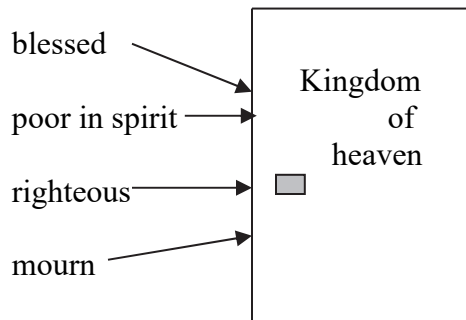 blessed
poor in spirit
righteous
mourn
Kingdom
of
heaven